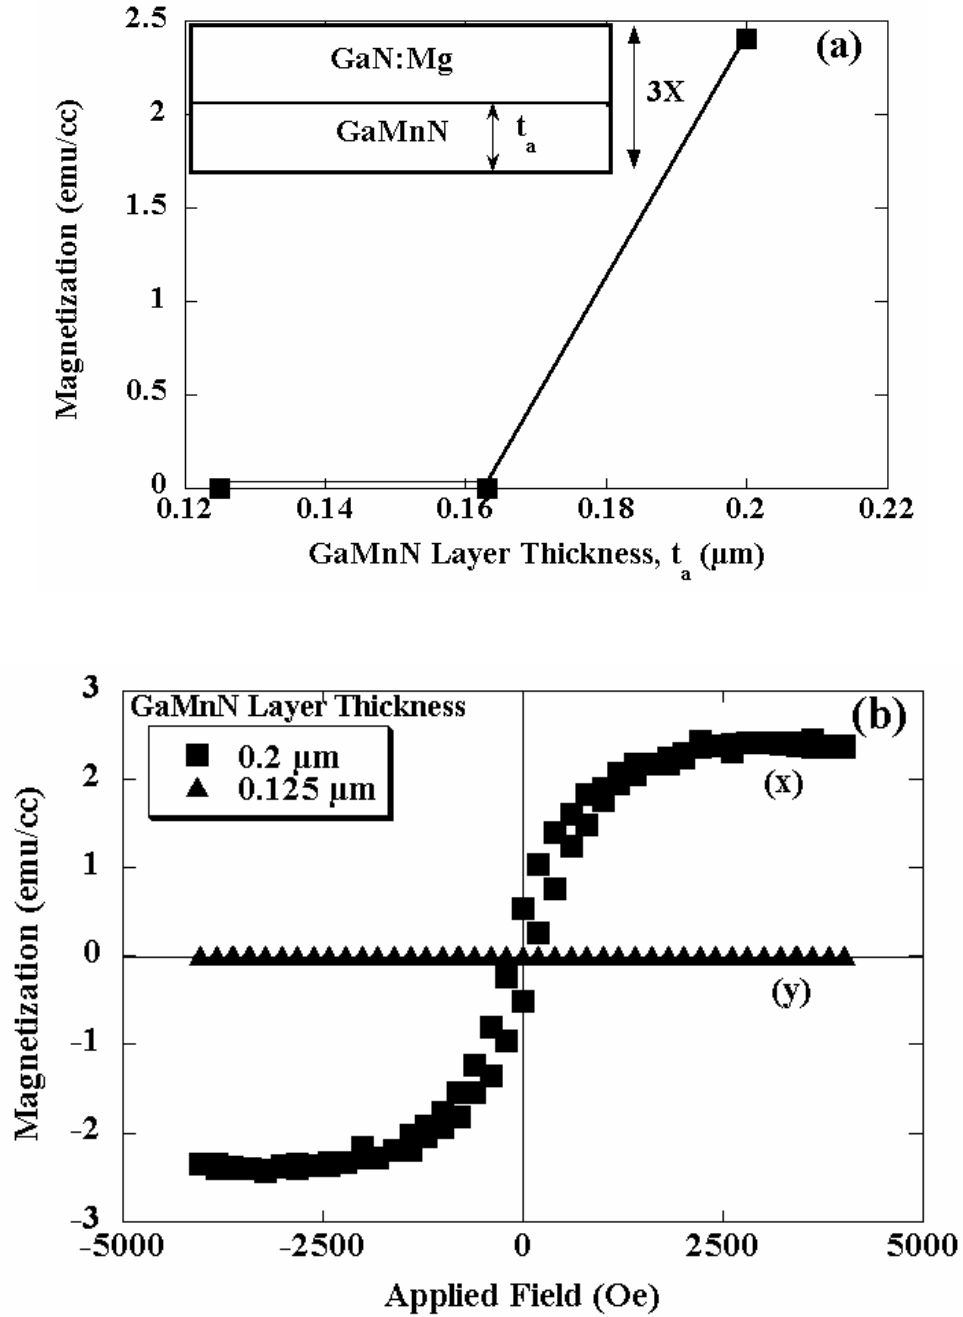 2.5
(a)
GaN:Mg
3X
2
GaMnN
t a
1.5
1
0.5
0
0.12 0.14 0.16 0.18 0.2 0.22
Magnetization (emu/cc)
GaMnN Layer Thickness, t a (μm)
3
GaMnN Layer Thickness
(b)
0.2 μm
0.125 μm
2
(x)
1
0
(y)
-1
-2
-3
-5000 -2500 0 2500 5000
Magnetization (emu/cc)
Applied Field (Oe)